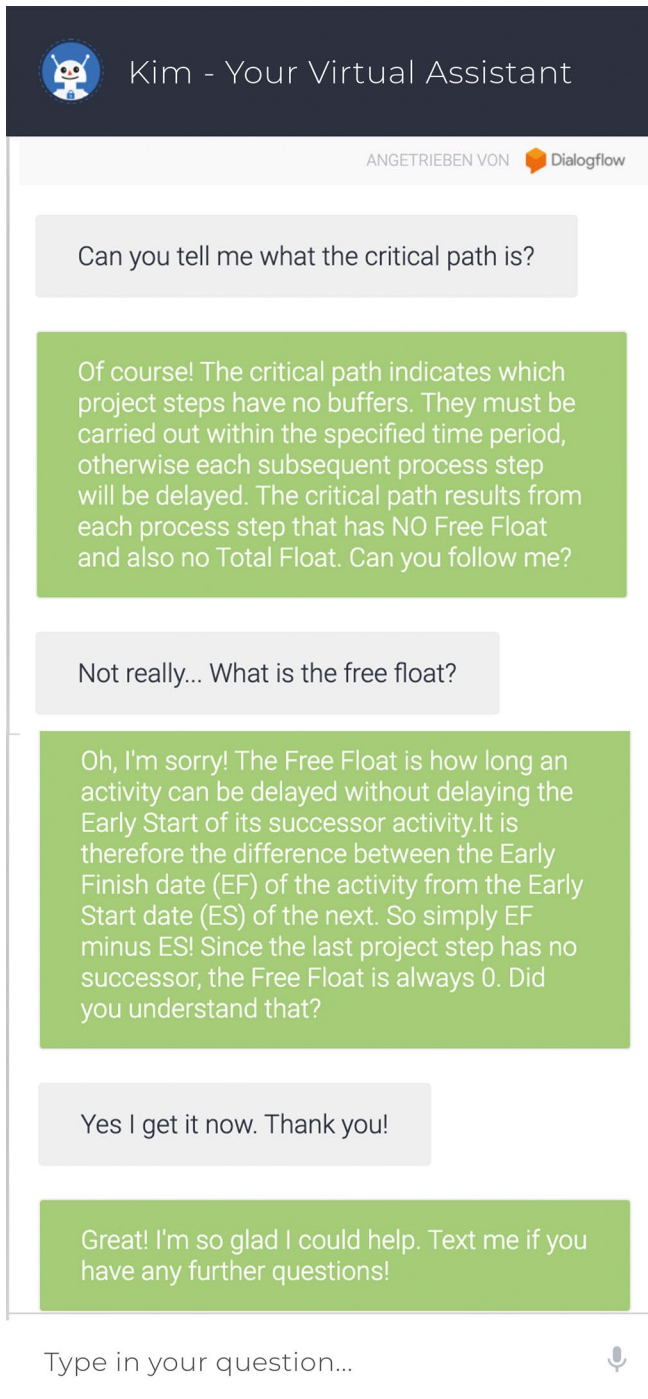 Kim - Your Virtual Assistant
ANGETRIEBEN VON Dialogflow
Can you tell me what the critical path is?
Of course! The critical path indicates which
project steps have no buffers. They must be
carried out within the specified time period,
otherwise each subsequent process step
will be delayed. The critical path results from
each process step that has NO Free Float
and also no Total Float. Can you follow me?
Not really... What is the free float?
Oh, I'm sorry! The Free Float is how long an
activity can be delayed without delaying the
Early Start of its successor activity.It is
therefore the difference between the Early
Finish date (EF) of the activity from the Early
Start date (ES) of the next. So simply EF
minus ES! Since the last project step has no
successor, the Free Float is always 0. Did
you understand that?
Yes I get it now. Thank you!
Great! I'm so glad I could help. Text me if you
have any further questions!
Type in your question...